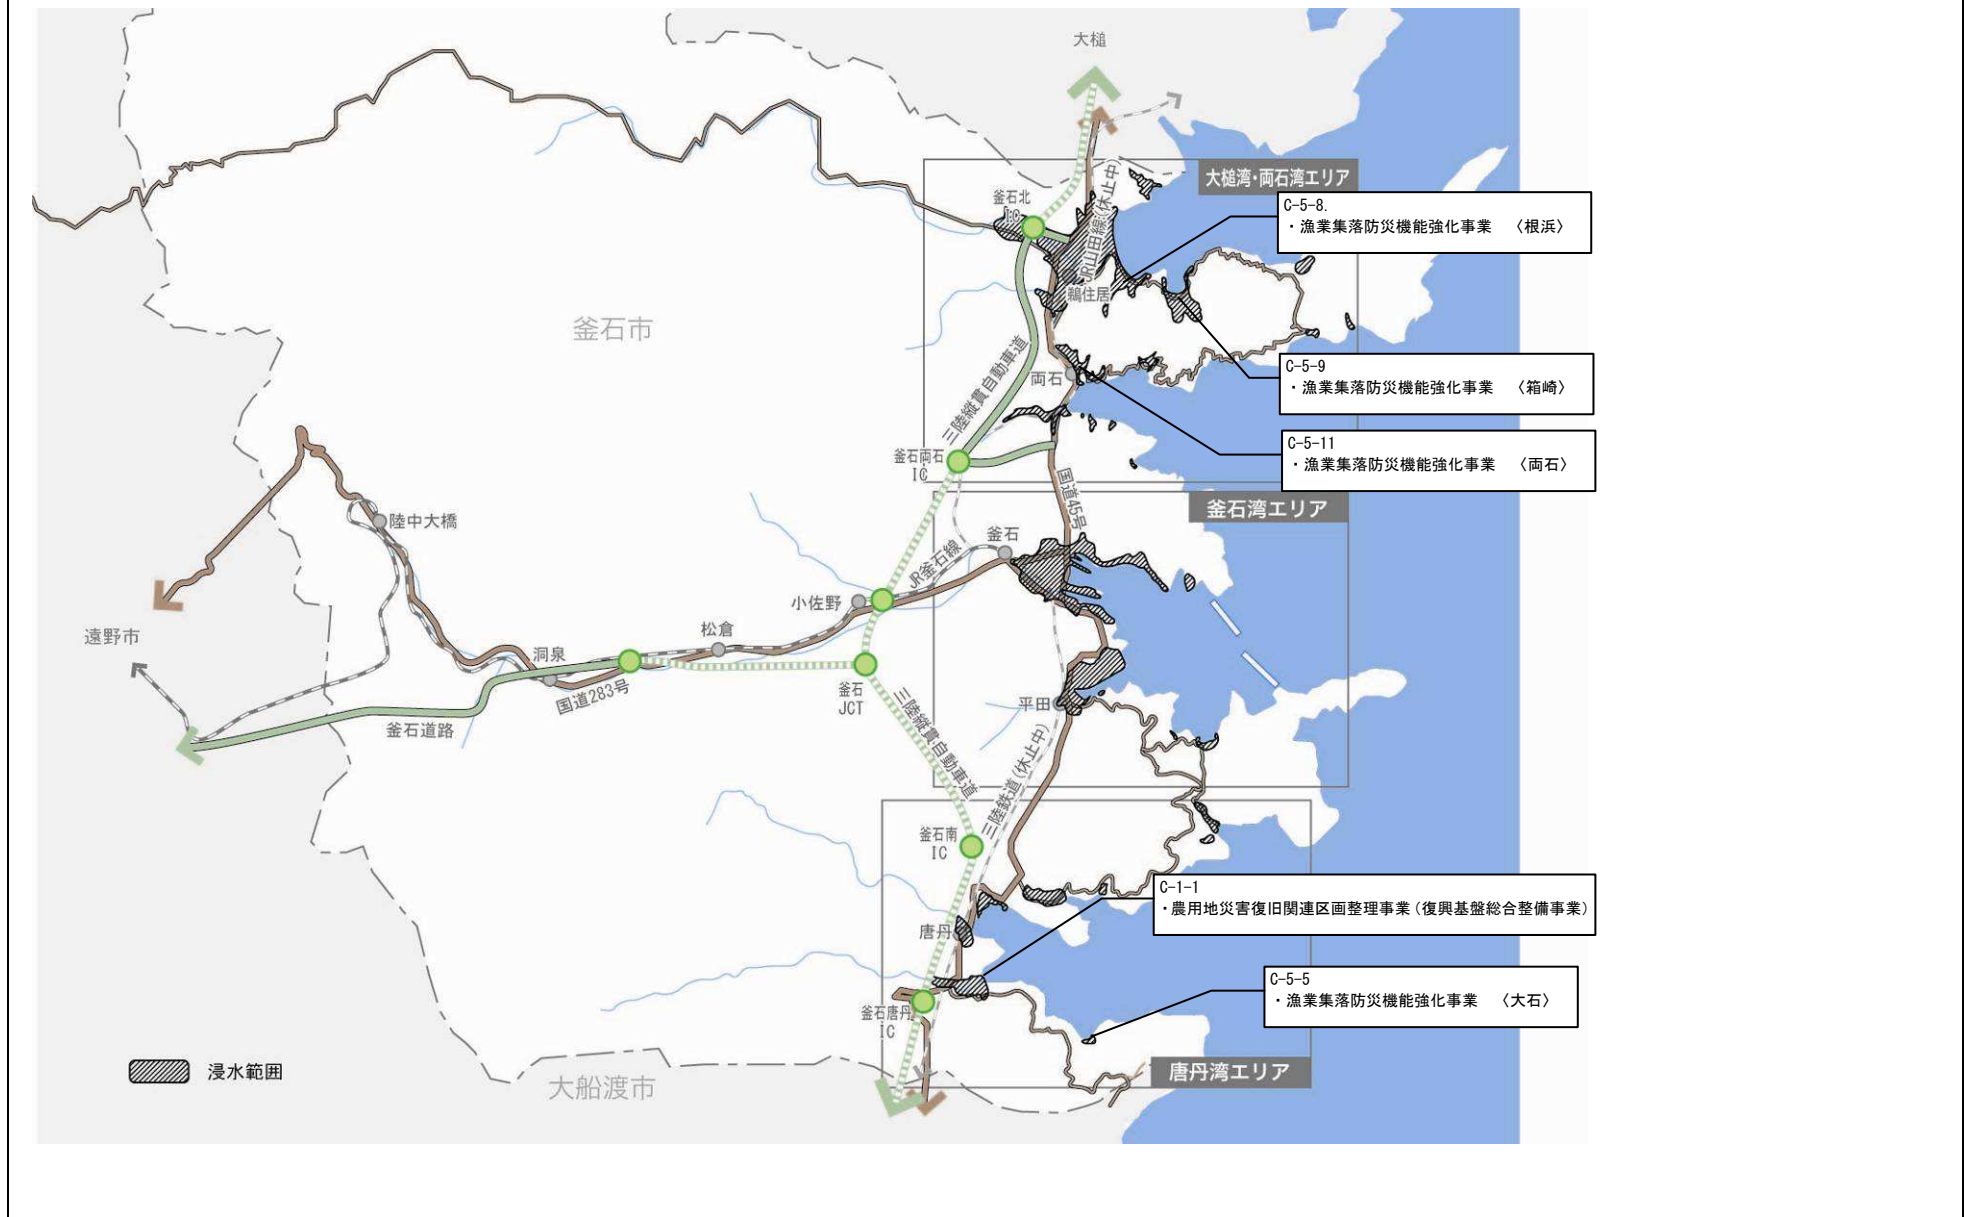 大槌
大槌湾・両石湾エリア
釜石北
IC
JR山田線(休止中)
C-5-8.
・漁業集落防災機能強化事業　〈根浜〉
鵜住居
釜石市
三陸縦貫自動車道
両石
C-5-9
・漁業集落防災機能強化事業　〈箱崎〉
C-5-11
・漁業集落防災機能強化事業　〈両石〉
釜石両石
IC
国道45号
釜石湾エリア
陸中大橋
釜石
JR釜石線
小佐野
遠野市
松倉
洞泉
国道283号
釜石
JCT
釜石道路
三陸縦貫自動車道
平田
三陸鉄道(休止中)
釜石南
IC
C-1-1
・農用地災害復旧関連区画整理事業(復興基盤総合整備事業)
唐丹
C-5-5
・漁業集落防災機能強化事業　〈大石〉
釜石唐丹
IC
唐丹湾エリア
浸水範囲
大船渡市